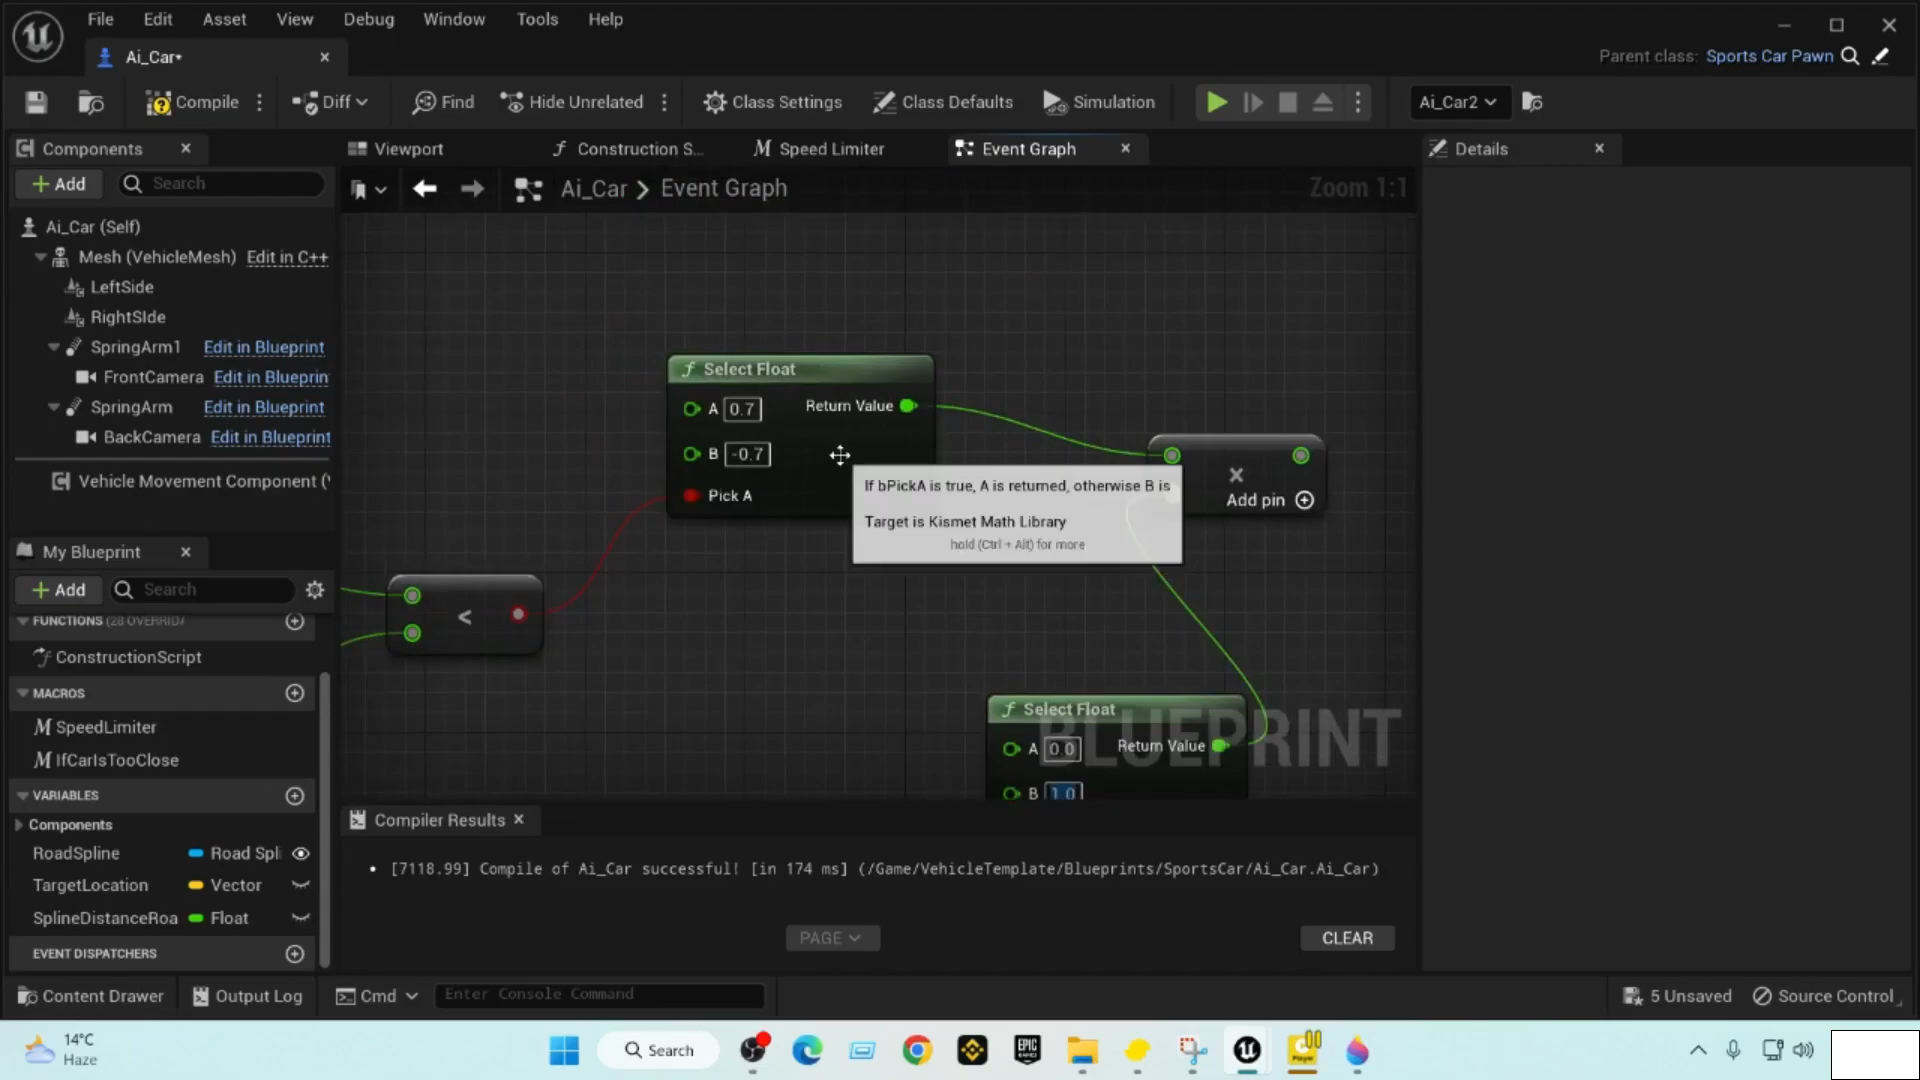 File Edit Asset View Debug Window Tools Help
Ai_Car•
Parent class: Sports Car Pawn
Compile Diff Find Hide Unrelated Class Settings Class Defaults Simulation Ai_Car2
Components
Viewport
Construction S...
Speed Limiter
Event Graph
Details
Add Search
Ai_Car > Event Graph
Zoom 1:1
Ai_Car (Self)
Mesh (VehicleMesh) Edit in C++
LeftSide
RightSIde
SpringArm1 Edit in Blueprint
FrontCamera Edit in Blueprin
SpringArm Edit in Blueprint
BackCamera Edit in Blueprint
Vehicle Movement Component (
Select Float
A 0.7 Return Value
B -0.7
Pick A
If bPickA is true, A is returned, otherwise B is
Target is Kismet Math Library
hold (Ctrl + Alt) for more
Add pin
<
Select Float
A 0.0 Return Value
B 1.0
BLUEPRINT
My Blueprint
Add Search
FUNCTIONS (28 OVERRID
ConstructionScript
MACROS
SpeedLimiter
IfCarIsTooClose
VARIABLES
Components
RoadSpline Road Spli
TargetLocation Vector
SplineDistanceRoa Float
EVENT DISPATCHERS
Compiler Results
• [7118.99] Compile of Ai_Car successful! [in 174 ms] (/Game/VehicleTemplate/Blueprints/SportsCar/Ai_Car.Ai_Car)
PAGE
CLEAR
Content Drawer Output Log Cmd Enter Console Command
5 Unsaved Source Control
14°C
Haze
Search
EPIC
GAMES
Player